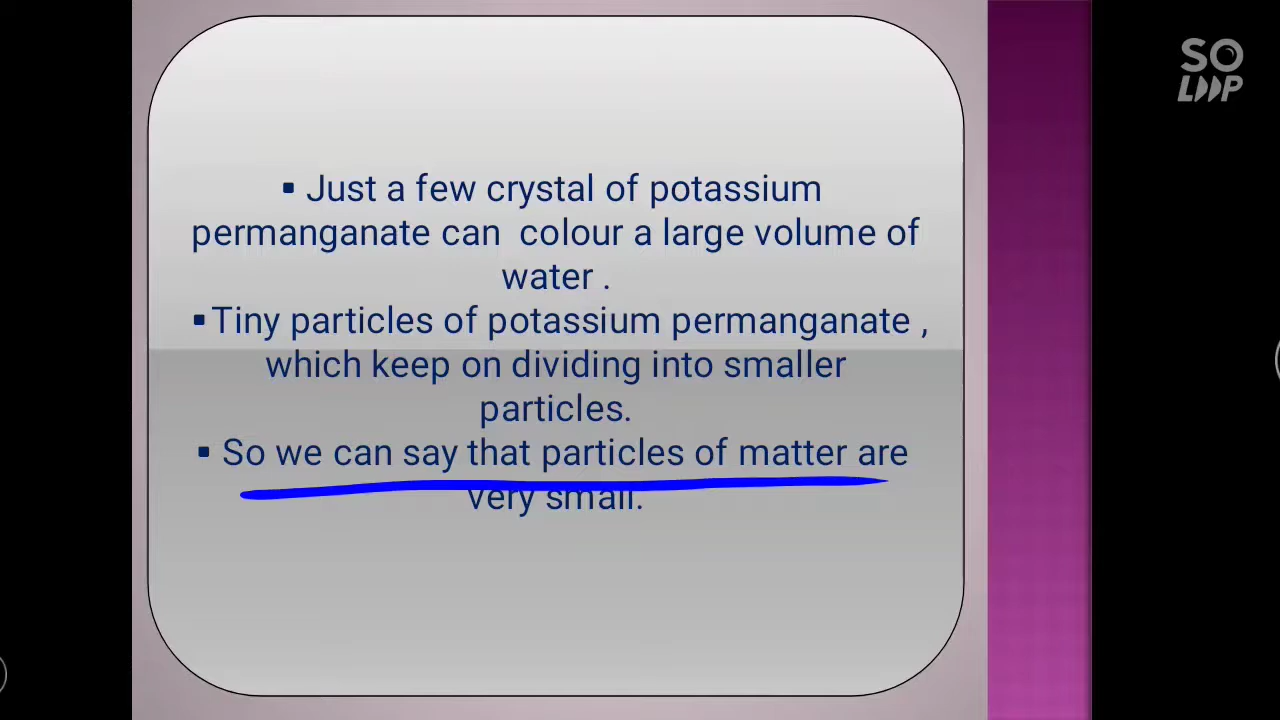 ▪ Just a few crystal of potassium
permanganate can colour a large volume of
water .
▪Tiny particles of potassium permanganate ,
which keep on dividing into smaller
particles.
▪ So we can say that particles of matter are
very small.
SO
LOOP